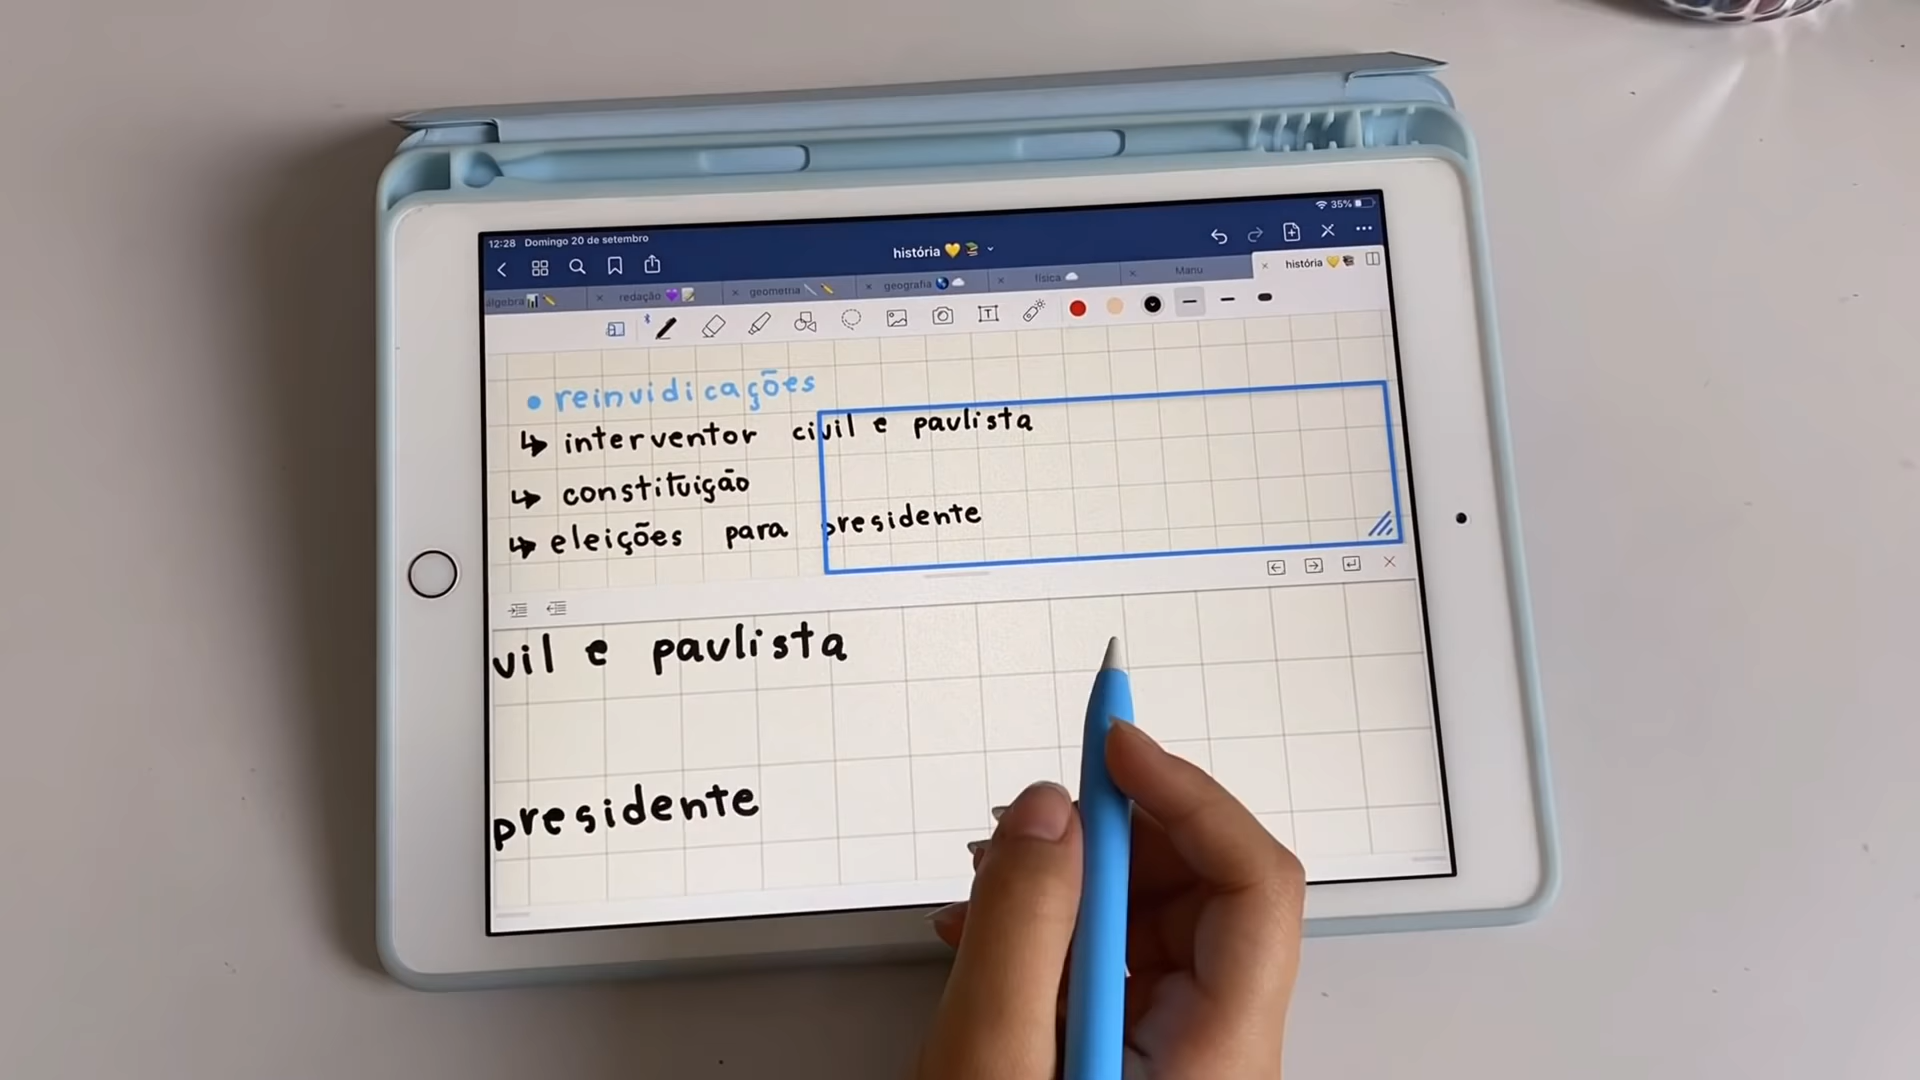 12:28 Domingo 20 de setembro
35%
história 💛 📚
álgebra 📊 ✏️
redação 💜 📝
geometria 📏 ✏️
geografia 🌎 ☁️
física ☁️
Manu
história 💛 📚
• reinvidicações
↳ interventor civil e paulista
↳ constituição
↳ eleições para presidente
vil e paulista
presidente